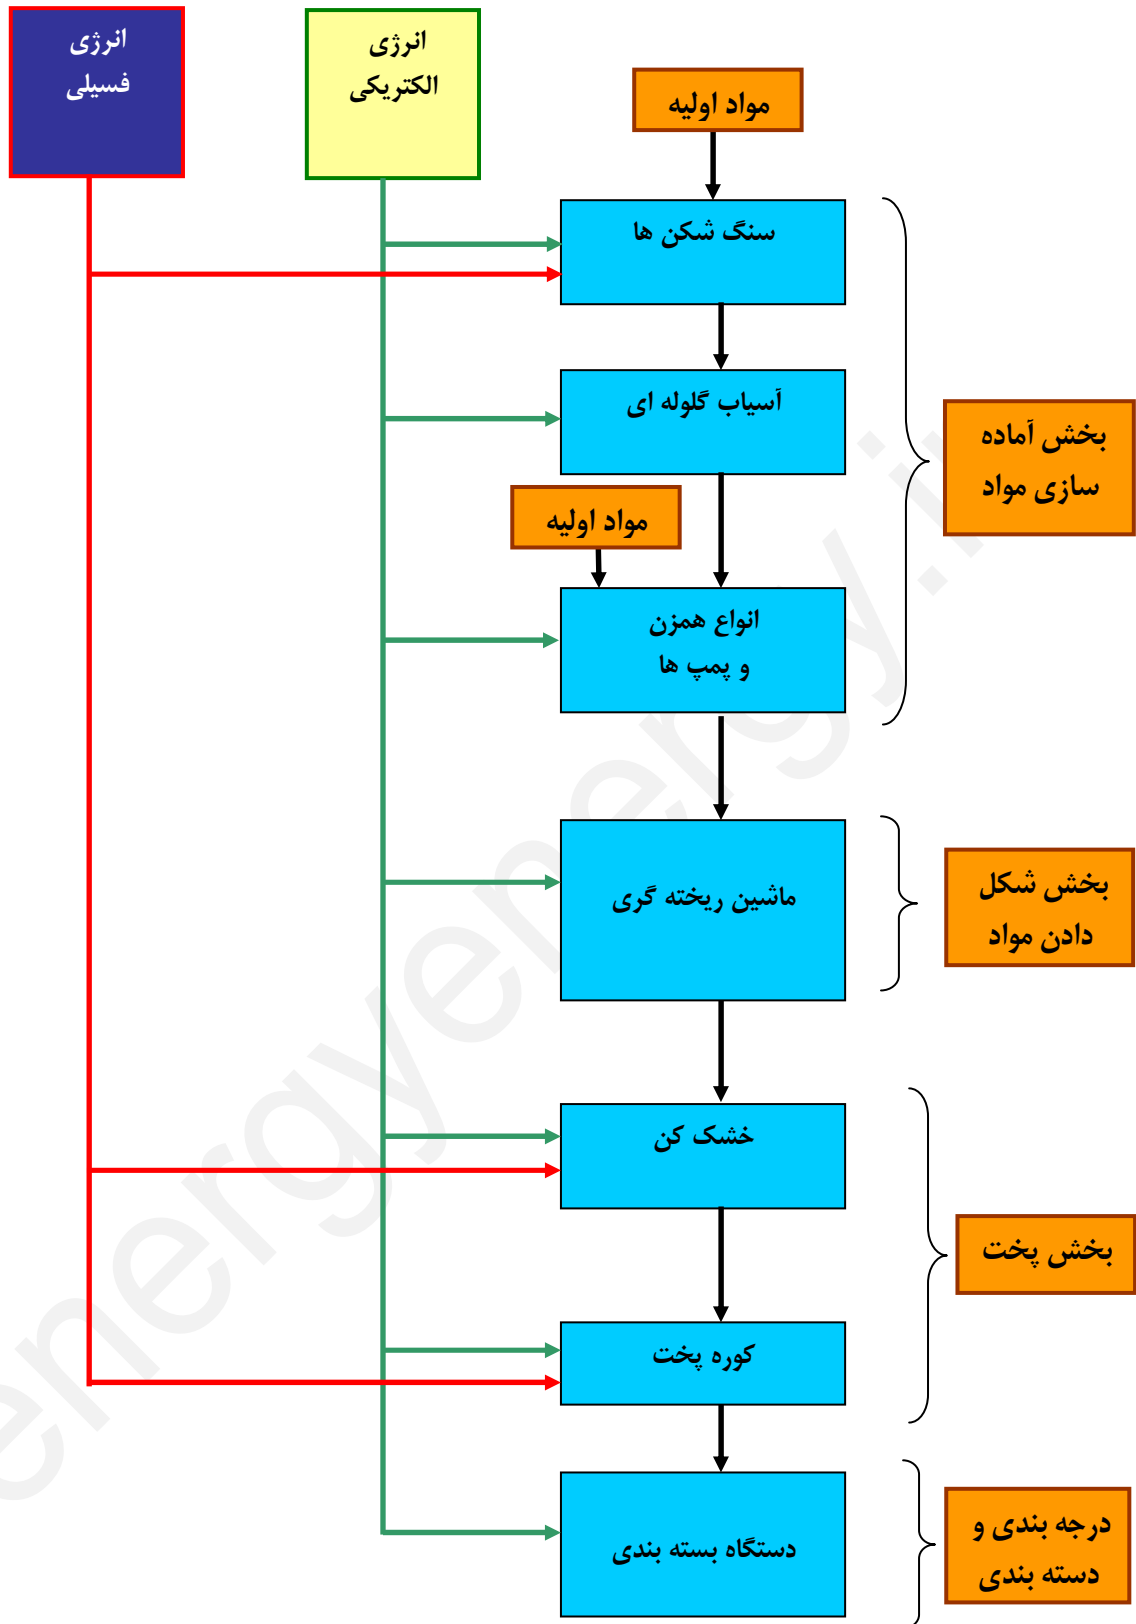 انرژی
فسیلی
انرژی
الکتریکی
مواد اولیه
سنگ شکن ها
آسیاب گلوله ای
بخش آماده
سازی مواد
مواد اولیه
انواع همزن
و پمپ ها
ماشین ریخته گری
بخش شکل
دادن مواد
خشک کن
بخش پخت
کوره پخت
دستگاه بسته بندی
درجه بندی و
دسته بندی
energyenergy.ir